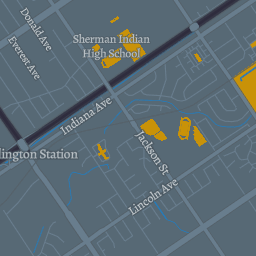 Donald Ave
Everest Ave
Sherman Indian
High School
Indiana Ave
Jackson St
lington Station
Lincoln Ave